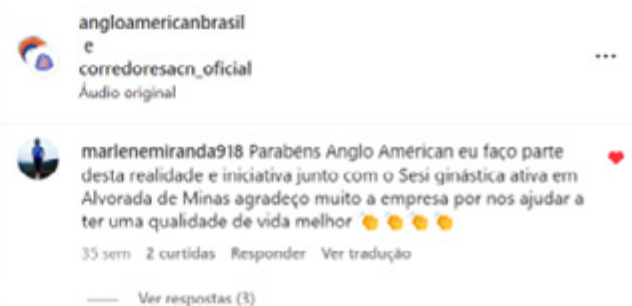 angloamericanbrasil
e
corredoresacn_oficial
Áudio original
marlenemiranda918 Parabéns Anglo American eu faço parte
desta realidade e iniciativa junto com o Sesi ginástica ativa em
Alvorada de Minas agradeço muito a empresa por nos ajudar a
ter uma qualidade de vida melhor 👏👏👏👏
35 sem 2 curtidas Responder Ver tradução
Ver respostas (3)